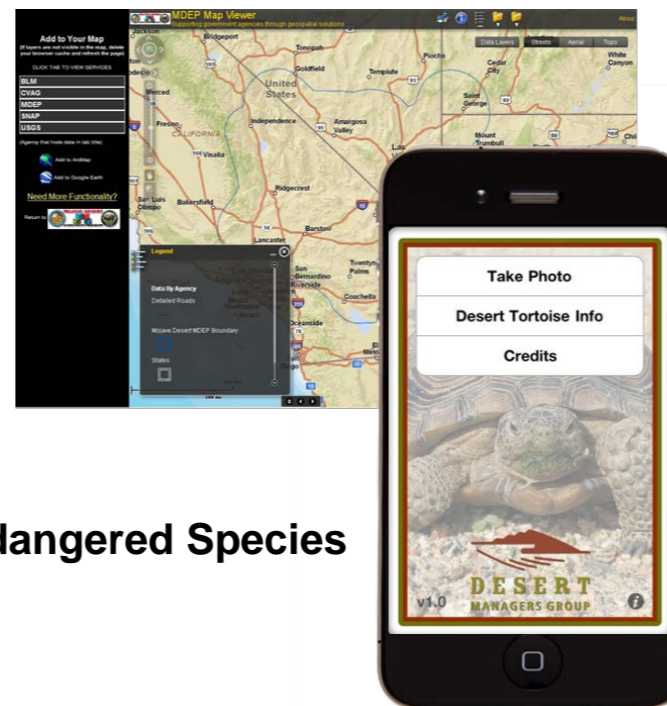 MDEP Map Viewer
Supporting government agencies through geospatial solutions
About
Add to Your Map
(If layers are not visible in the map, delete
your browser cache and refresh the page)
CLICK TAB TO VIEW SERVICES
BLM
CVAG
MDEP
SNAP
USGS
(Agency that hosts data in tab title)
Add to ArcMap
Add to Google Earth
Need More Functionality?
Return to
Data Layers
Streets
Aerial
Topo
Jackson
Bridgeport
Tonopah
Goldfield
Pioche
Cedar
City
White
Canyon
Tempiute
United
States
Saint
George
Merced
Fresno
CALIFORNIA
Independence
Amargosa
Valley
Mount
Trumbull
Visalia
Las
San Luis
Obispo
Bakersfield
Ridgecrest
Barstow
Lancaster
San
Bernardino
Riverside
Palms
Coachella
Oceanside
San
Legend
Data By Agency
Detailed Roads
Mojave Desert MDEP Boundary
States
Take Photo
Desert Tortoise Info
Credits
DESERT
MANAGERS GROUP
v1.0
dangered Species